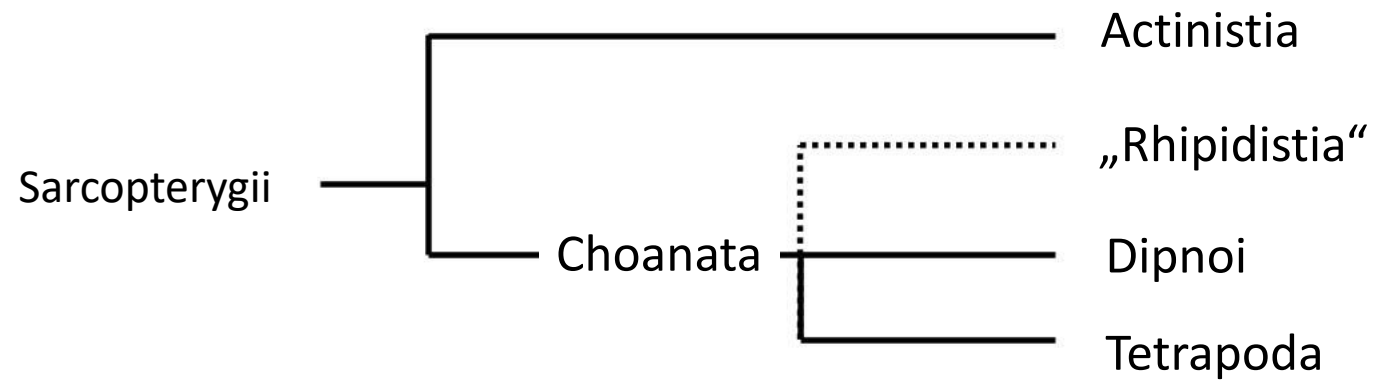 Actinistia
„Rhipidistia“
Sarcopterygii
Choanata
Dipnoi
Tetrapoda